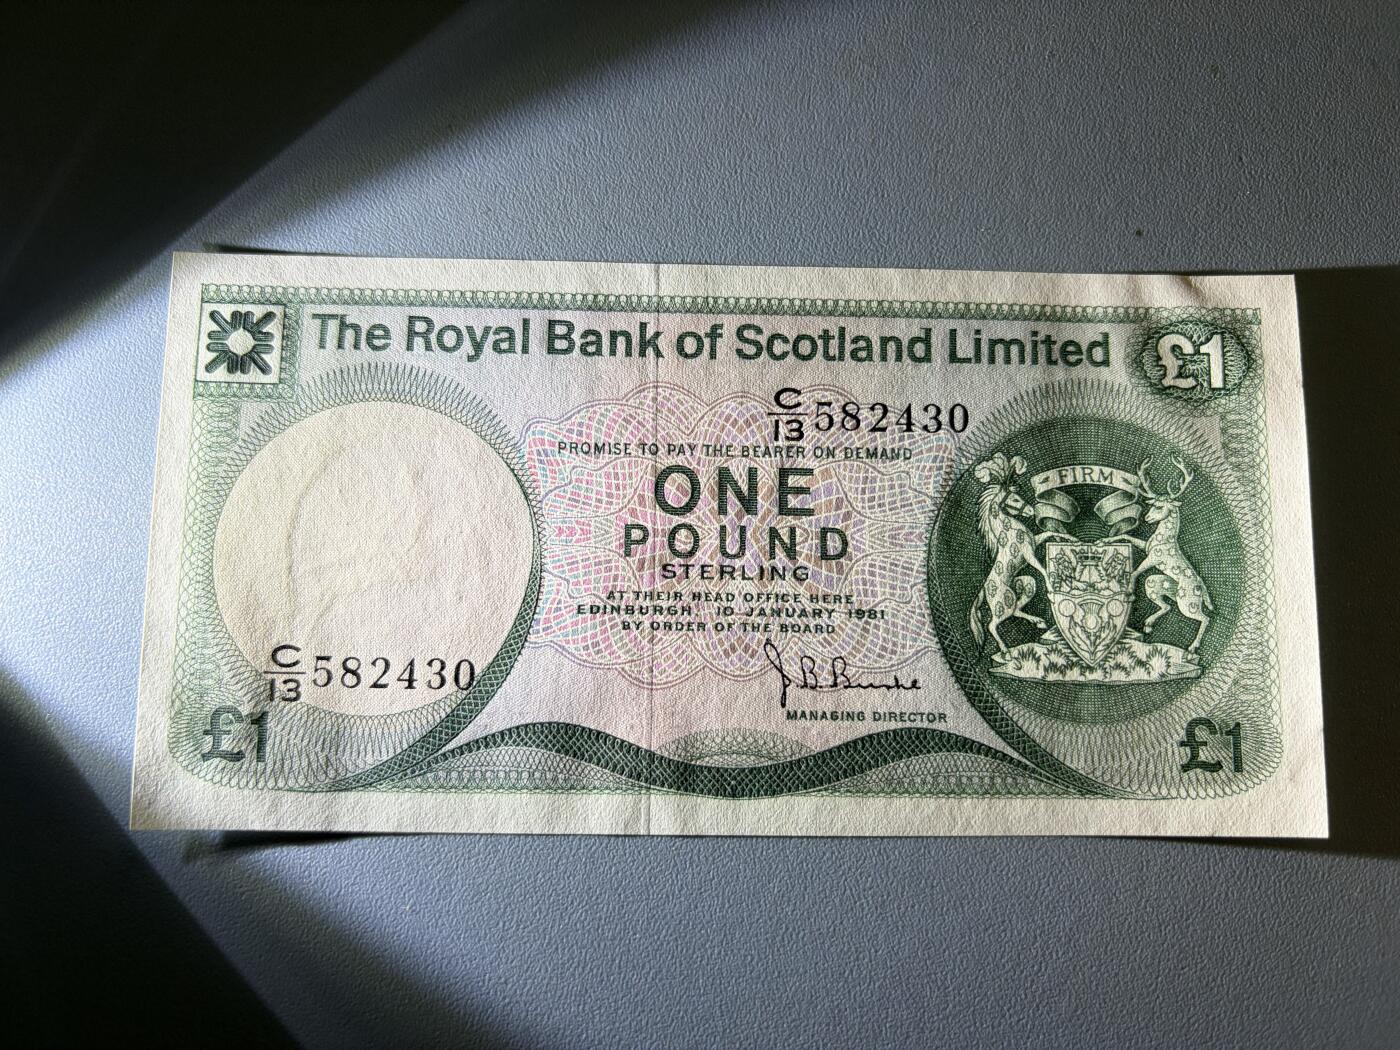 The Royal Bank of Scotland Limited
£1
C/13 582430
PROMISE TO PAY THE BEARER ON DEMAND
ONE
POUND
STERLING
AT THEIR HEAD OFFICE HERE
EDINBURGH, 10 JANUARY 1981
BY ORDER OF THE BOARD
J B Burke
MANAGING DIRECTOR
FIRM
C/13 582430
£1
£1